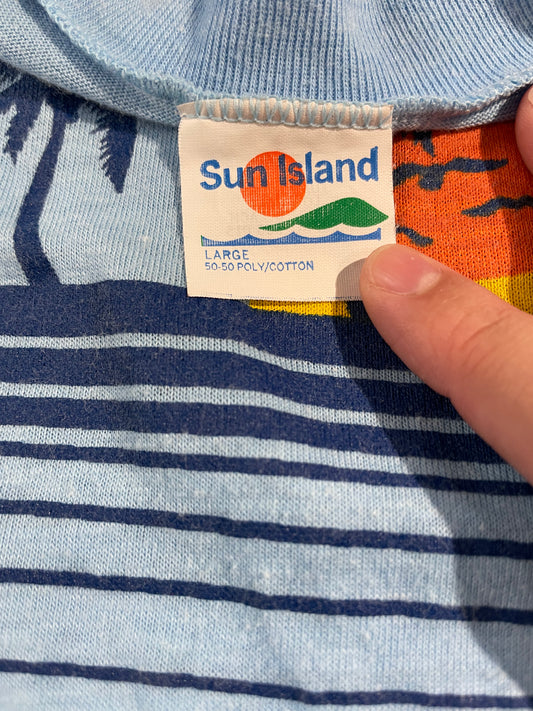 Sun Island
LARGE
50-50 POLY/COTTON